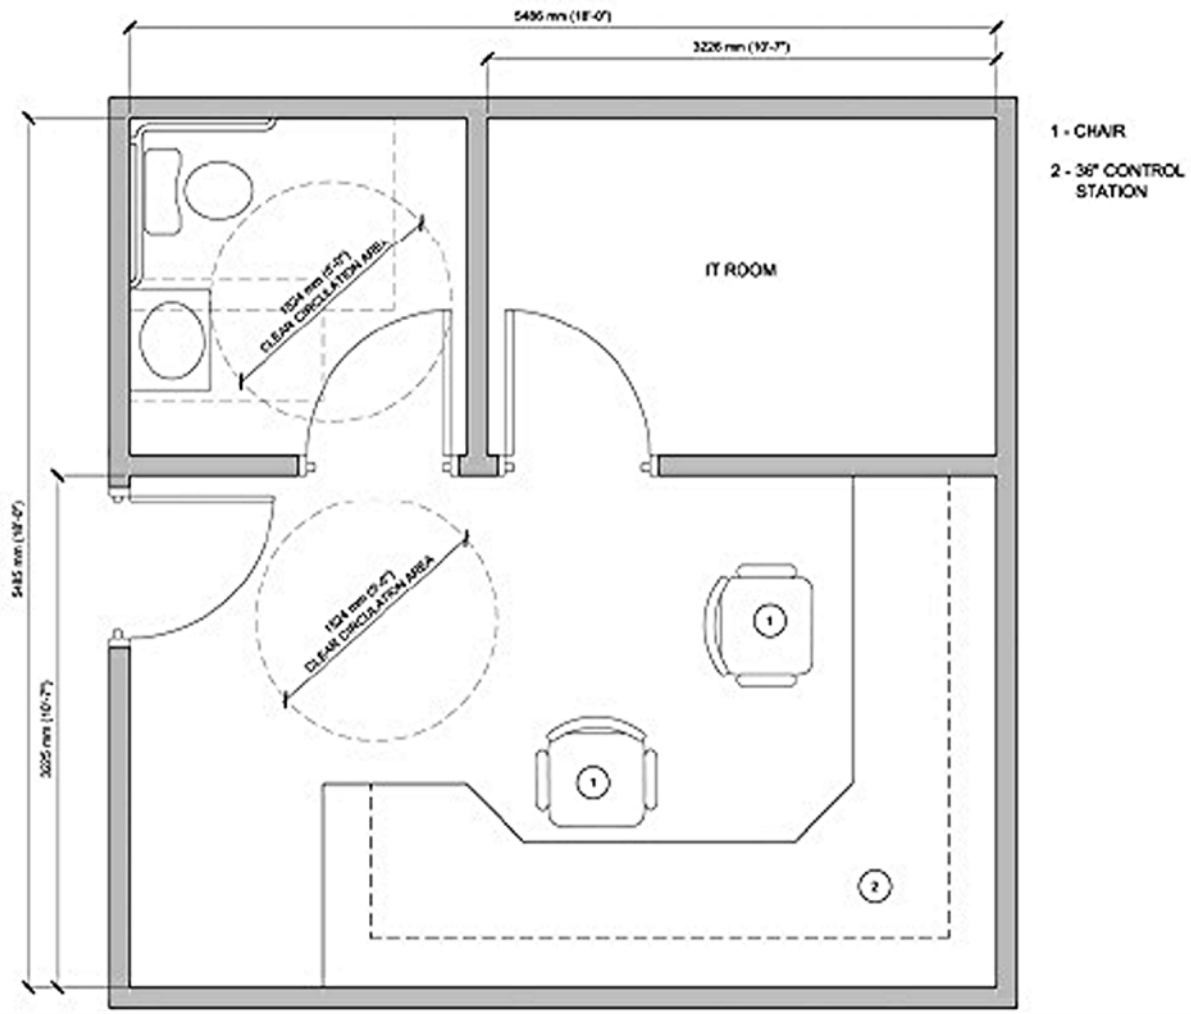 5486 mm (18'-0")
3226 mm (10'-7")
1 - CHAIR
2 - 36" CONTROL
STATION
IT ROOM
1524 mm (5'-0")
CLEAR CIRCULATION AREA
5485 mm (18'-0")
1524 mm (5'-0")
CLEAR CIRCULATION AREA
1
3225 mm (10'-7")
1
2